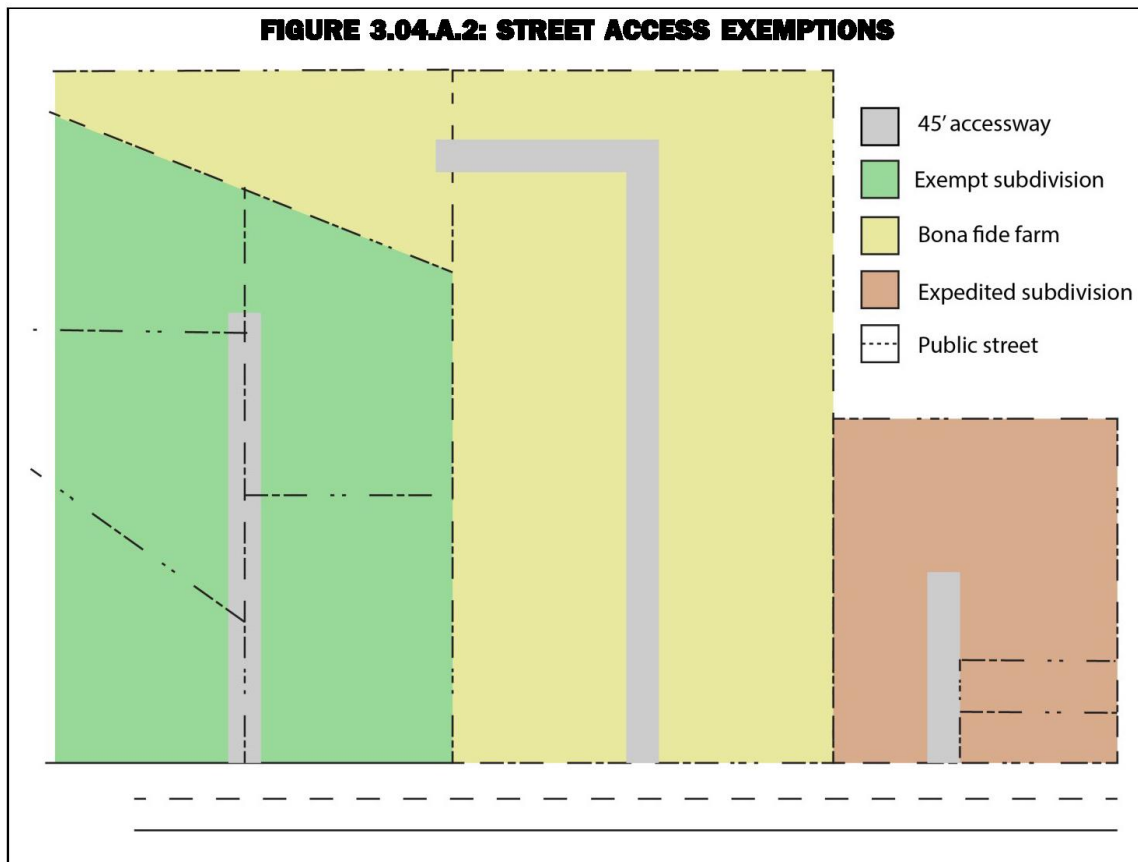 FIGURE 3.04.A.2: STREET ACCESS EXEMPTIONS
45' accessway
Exempt subdivision
Bona fide farm
Expedited subdivision
Public street